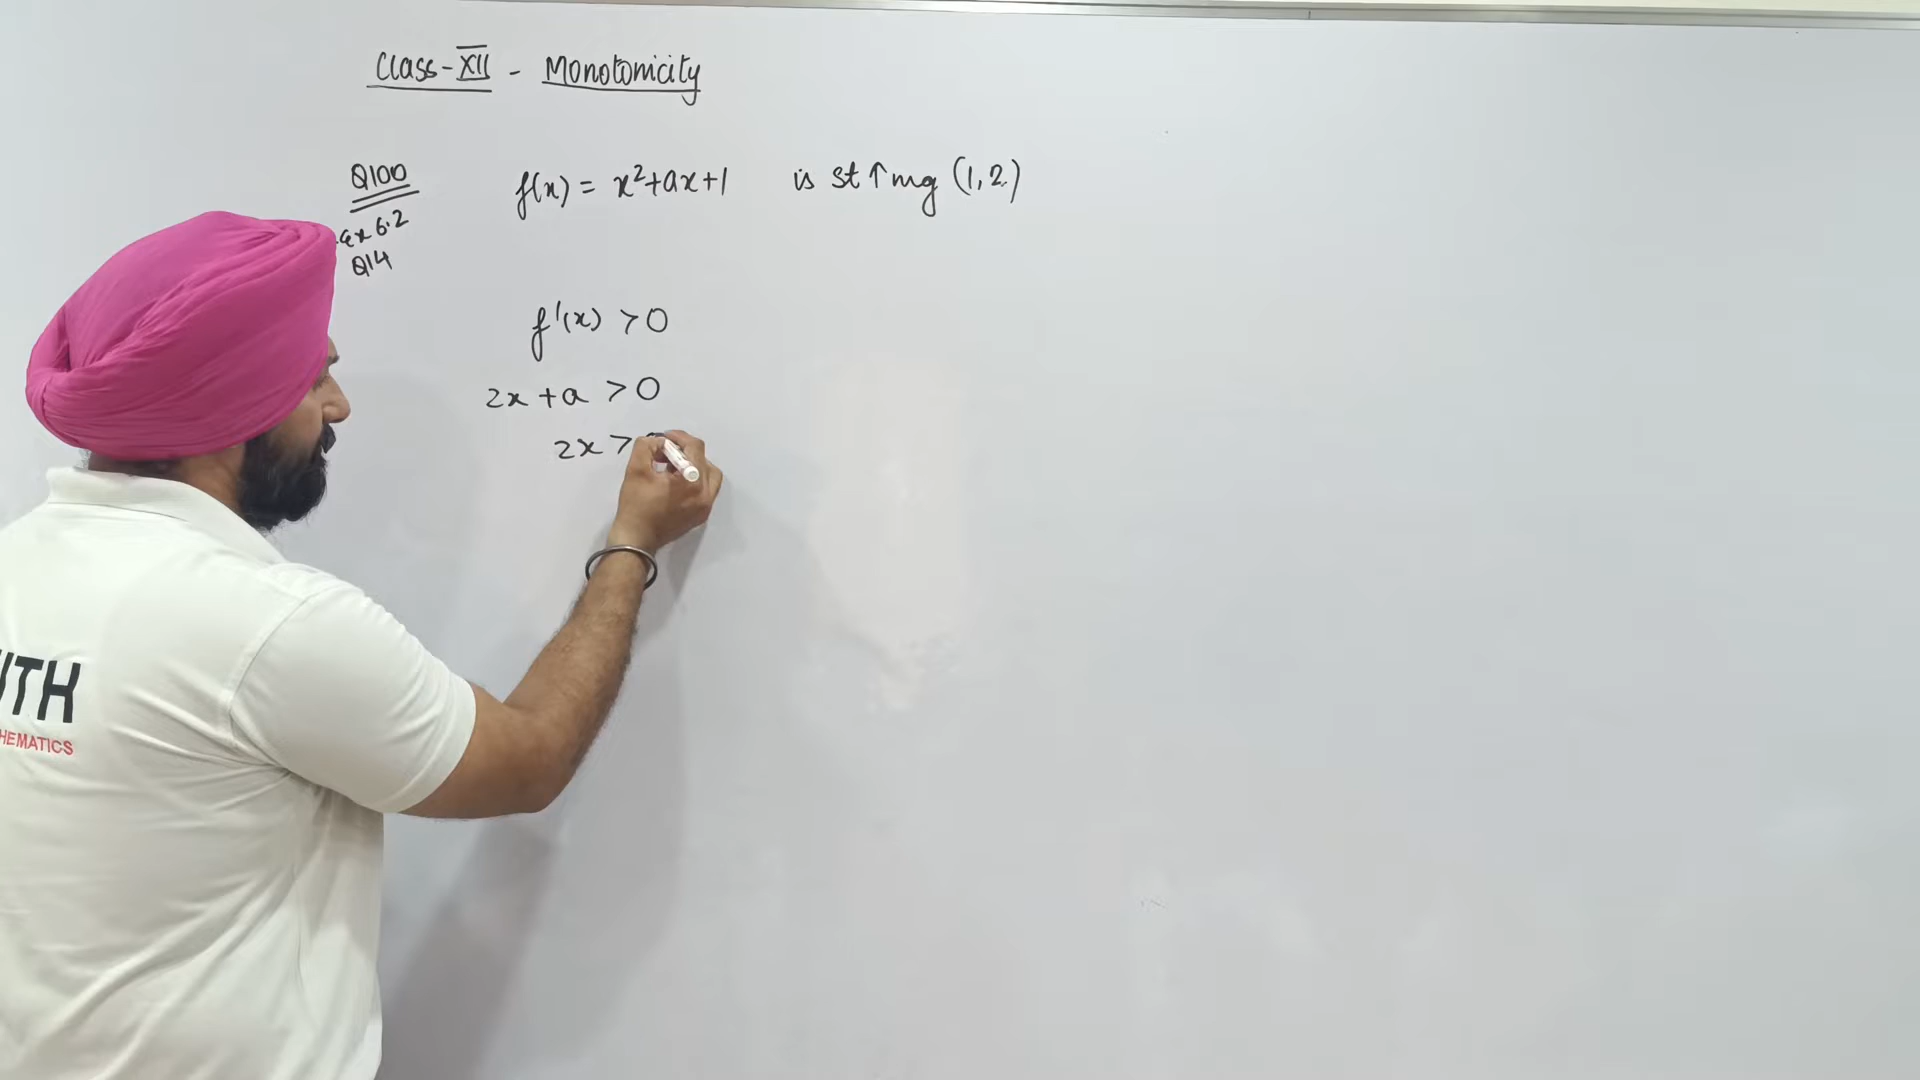 Class-XII - Monotonicity
Q100
f(x) = x²+ax+1 is st↑ing (1,2)
ex 6.2
Q14
f'(x) >0
2x +a >0
2x >
HEMATICS